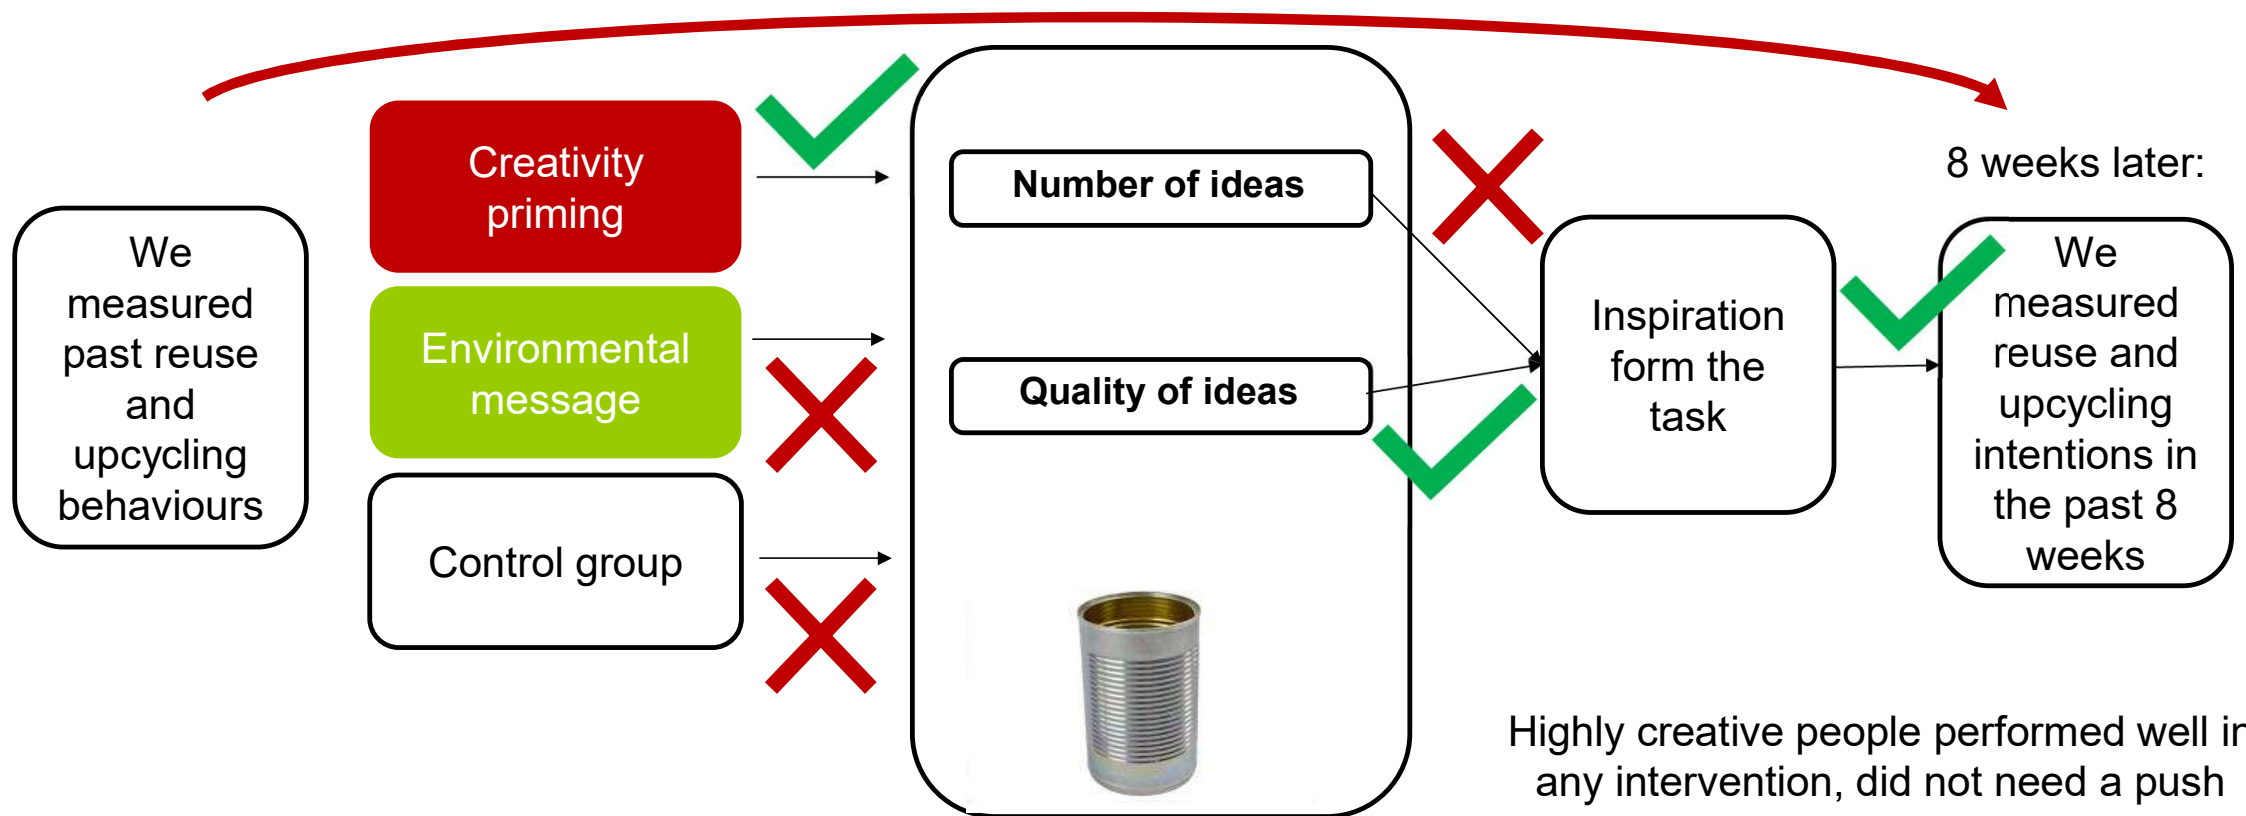 We
measured
past reuse
and
upcycling
behaviours
Creativity
priming
Environmental
message
Control group
Number of ideas
Quality of ideas
Inspiration
form the
task
8 weeks later:
We
measured
reuse and
upcycling
intentions in
the past 8
weeks
Highly creative people performed well in
any intervention, did not need a push